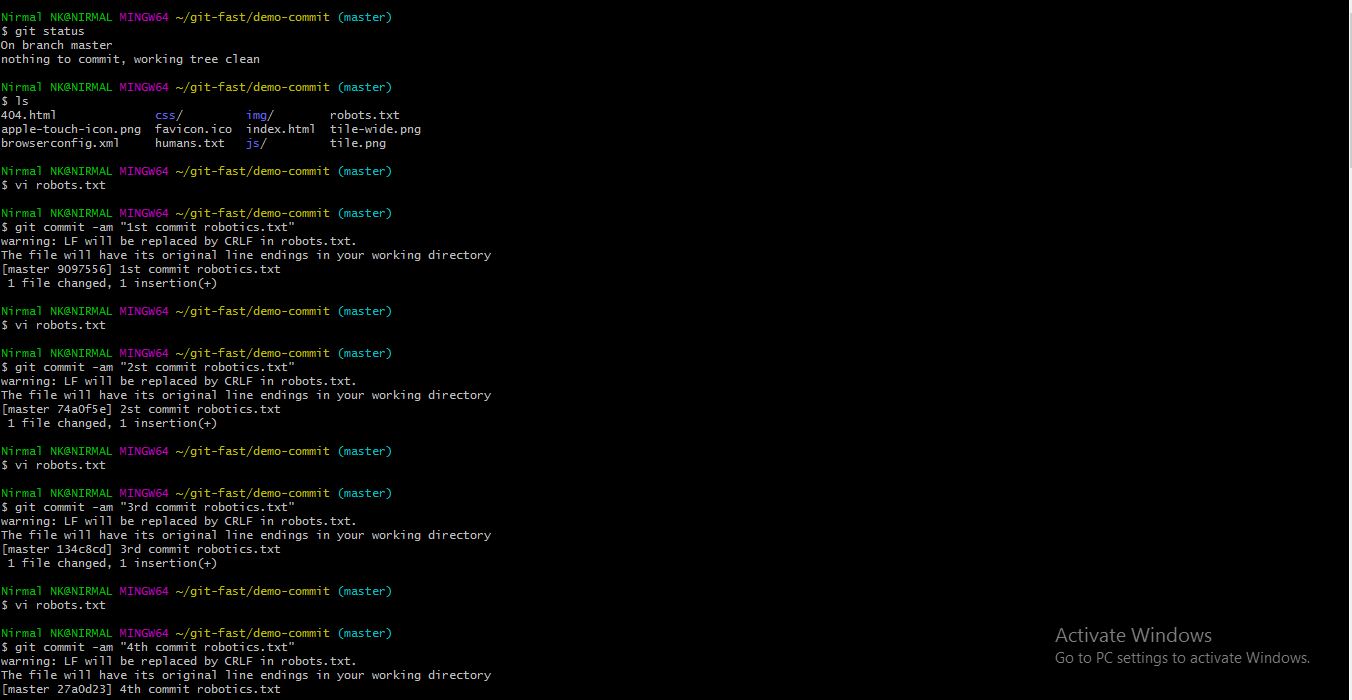 Nirmal NK@NIRMAL MINGW64 ~/git-fast/demo-commit (master)
$ git status
On branch master
nothing to commit, working tree clean

Nirmal NK@NIRMAL MINGW64 ~/git-fast/demo-commit (master)
$ ls
404.html              css/         img/        robots.txt
apple-touch-icon.png  favicon.ico  index.html  tile-wide.png
browserconfig.xml     humans.txt   js/         tile.png

Nirmal NK@NIRMAL MINGW64 ~/git-fast/demo-commit (master)
$ vi robots.txt

Nirmal NK@NIRMAL MINGW64 ~/git-fast/demo-commit (master)
$ git commit -am "1st commit robotics.txt"
warning: LF will be replaced by CRLF in robots.txt.
The file will have its original line endings in your working directory
[master 9097556] 1st commit robotics.txt
 1 file changed, 1 insertion(+)

Nirmal NK@NIRMAL MINGW64 ~/git-fast/demo-commit (master)
$ vi robots.txt

Nirmal NK@NIRMAL MINGW64 ~/git-fast/demo-commit (master)
$ git commit -am "2st commit robotics.txt"
warning: LF will be replaced by CRLF in robots.txt.
The file will have its original line endings in your working directory
[master 74a0f5e] 2st commit robotics.txt
 1 file changed, 1 insertion(+)

Nirmal NK@NIRMAL MINGW64 ~/git-fast/demo-commit (master)
$ vi robots.txt

Nirmal NK@NIRMAL MINGW64 ~/git-fast/demo-commit (master)
$ git commit -am "3rd commit robotics.txt"
warning: LF will be replaced by CRLF in robots.txt.
The file will have its original line endings in your working directory
[master 134c8cd] 3rd commit robotics.txt
 1 file changed, 1 insertion(+)

Nirmal NK@NIRMAL MINGW64 ~/git-fast/demo-commit (master)
$ vi robots.txt

Nirmal NK@NIRMAL MINGW64 ~/git-fast/demo-commit (master)
$ git commit -am "4th commit robotics.txt"
warning: LF will be replaced by CRLF in robots.txt.
The file will have its original line endings in your working directory
[master 27a0d23] 4th commit robotics.txt
Activate Windows
Go to PC settings to activate Windows.